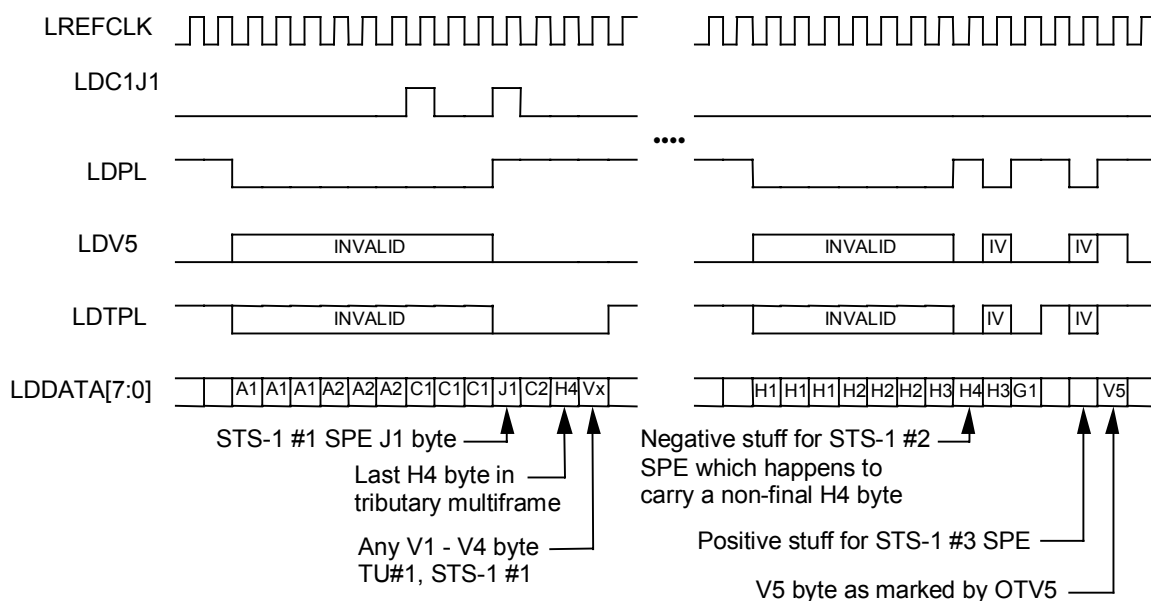 LREFCLK
LDC1J1
....
LDPL
LDV5 INVALID INVALID IV IV
LDTPL INVALID INVALID IV IV
LDDATA[7:0] A1 A1 A1 A2 A2 A2 C1 C1 C1 J1 C2 H4 Vx H1 H1 H1 H2 H2 H2 H3 H4 H3 G1 V5
STS-1 #1 SPE J1 byte
Last H4 byte in
tributary multiframe
Any V1 - V4 byte
TU#1, STS-1 #1
Negative stuff for STS-1 #2
SPE which happens to
carry a non-final H4 byte
Positive stuff for STS-1 #3 SPE
V5 byte as marked by OTV5